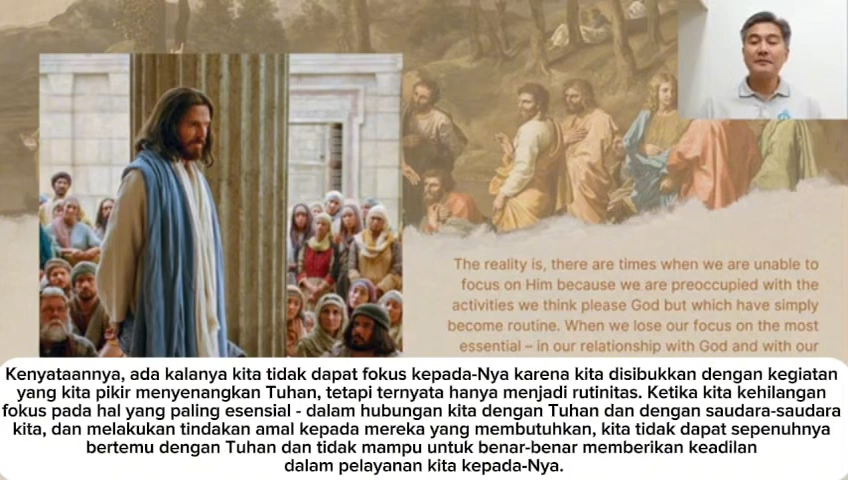 The reality is, there are times when we are unable to
focus on Him because we are preoccupied with the
activities we think please God but which have simply
become routine. When we lose our focus on the most
essential – in our relationship with God and with our
Kenyataannya, ada kalanya kita tidak dapat fokus kepada-Nya karena kita disibukkan dengan kegiatan
yang kita pikir menyenangkan Tuhan, tetapi ternyata hanya menjadi rutinitas. Ketika kita kehilangan
fokus pada hal yang paling esensial - dalam hubungan kita dengan Tuhan dan dengan saudara-saudara
kita, dan melakukan tindakan amal kepada mereka yang membutuhkan, kita tidak dapat sepenuhnya
bertemu dengan Tuhan dan tidak mampu untuk benar-benar memberikan keadilan
dalam pelayanan kita kepada-Nya.